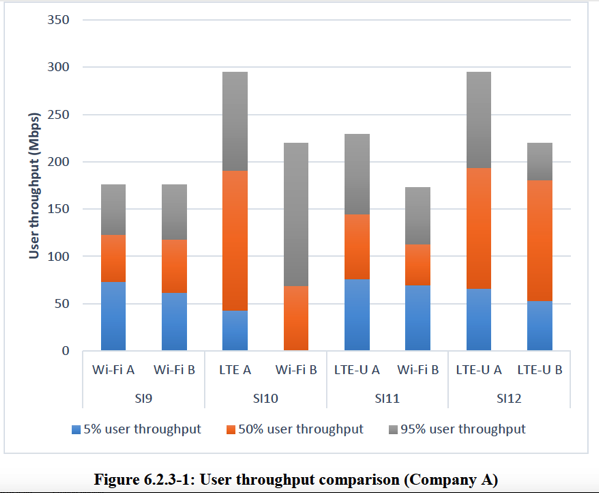 350
300
250
200
150
100
50
0
User throughput (Mbps)
Wi-Fi A Wi-Fi B LTE A Wi-Fi B LTE-U A Wi-Fi B LTE-U A LTE-U B
SI9 SI10 SI11 SI12
5% user throughput 50% user throughput 95% user throughput
Figure 6.2.3-1: User throughput comparison (Company A)